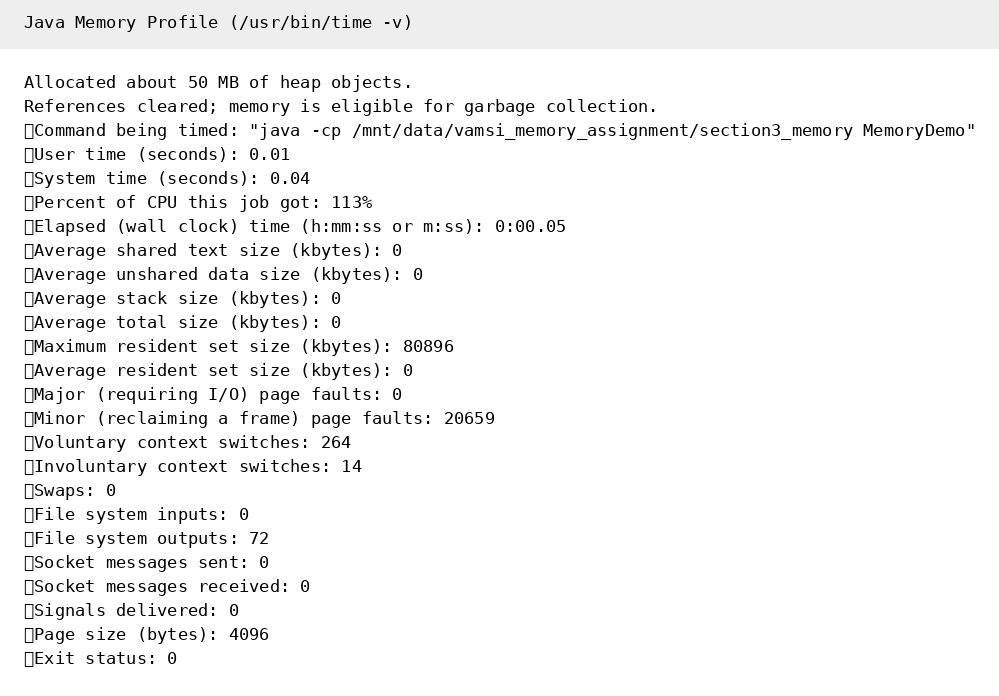 Java Memory Profile (/usr/bin/time -v)
Allocated about 50 MB of heap objects.
References cleared; memory is eligible for garbage collection.
Command being timed: "java -cp /mnt/data/vamsi_memory_assignment/section3_memory MemoryDemo"
User time (seconds): 0.01
System time (seconds): 0.04
Percent of CPU this job got: 113%
Elapsed (wall clock) time (h:mm:ss or m:ss): 0:00.05
Average shared text size (kbytes): 0
Average unshared data size (kbytes): 0
Average stack size (kbytes): 0
Average total size (kbytes): 0
Maximum resident set size (kbytes): 80896
Average resident set size (kbytes): 0
Major (requiring I/O) page faults: 0
Minor (reclaiming a frame) page faults: 20659
Voluntary context switches: 264
Involuntary context switches: 14
Swaps: 0
File system inputs: 0
File system outputs: 72
Socket messages sent: 0
Socket messages received: 0
Signals delivered: 0
Page size (bytes): 4096
Exit status: 0